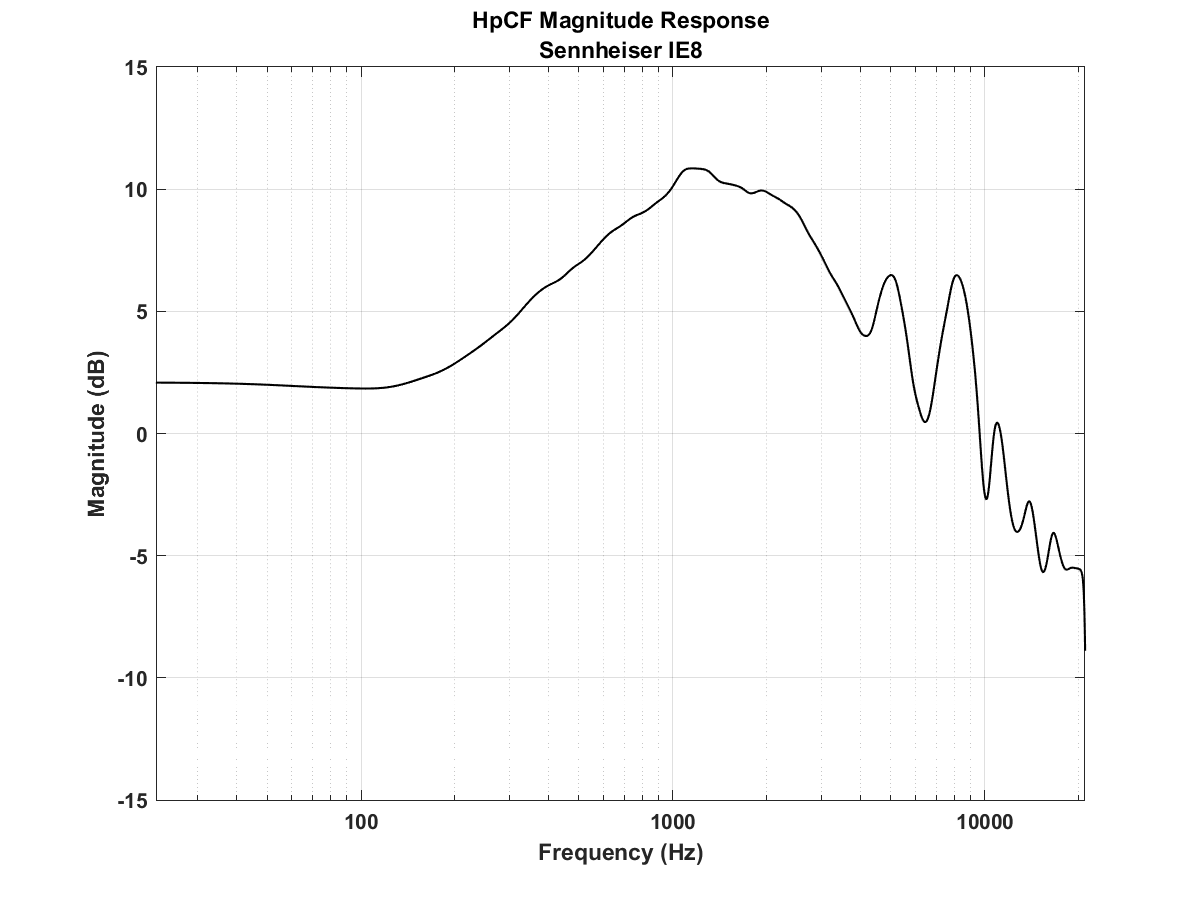 HpCF Magnitude Response
Sennheiser IE8
15
10
5
0
-5
-10
-15
Magnitude (dB)
100
1000
10000
Frequency (Hz)